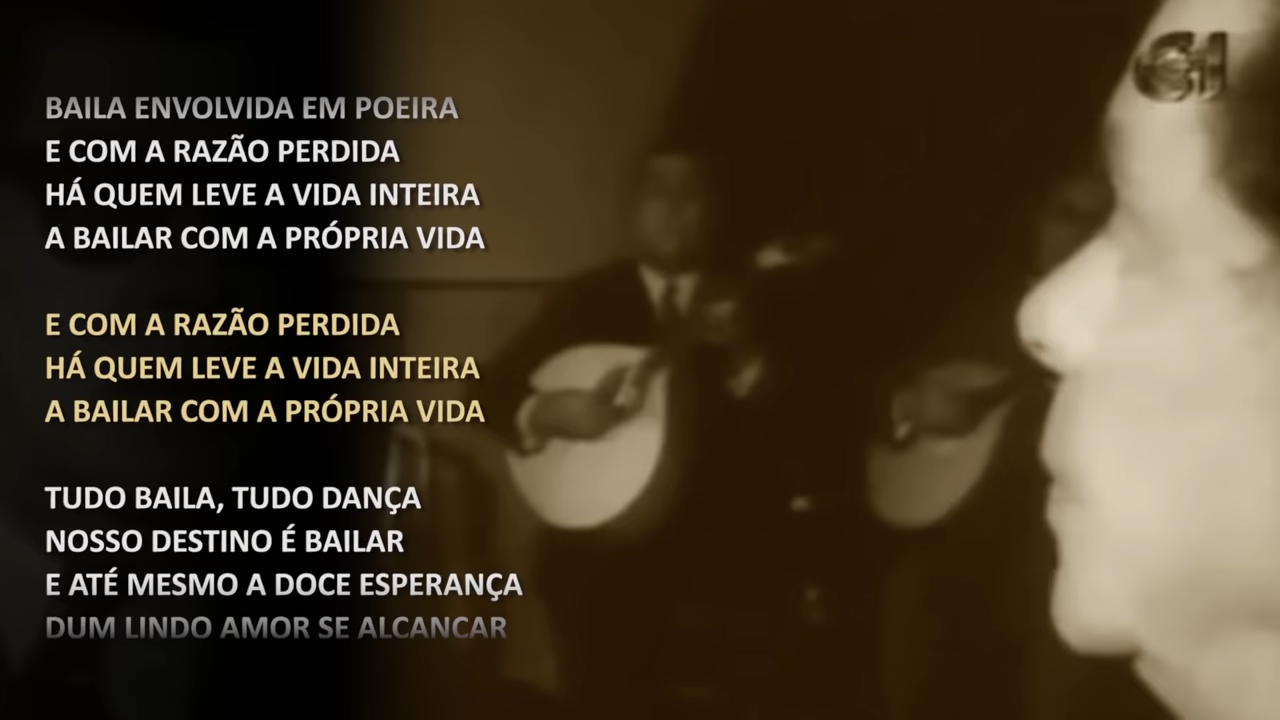 BAILA ENVOLVIDA EM POEIRA
E COM A RAZÃO PERDIDA
HÁ QUEM LEVE A VIDA INTEIRA
A BAILAR COM A PRÓPRIA VIDA
E COM A RAZÃO PERDIDA
HÁ QUEM LEVE A VIDA INTEIRA
A BAILAR COM A PRÓPRIA VIDA
TUDO BAILA, TUDO DANÇA
NOSSO DESTINO É BAILAR
E ATÉ MESMO A DOCE ESPERANÇA
DUM LINDO AMOR SE ALCANÇAR